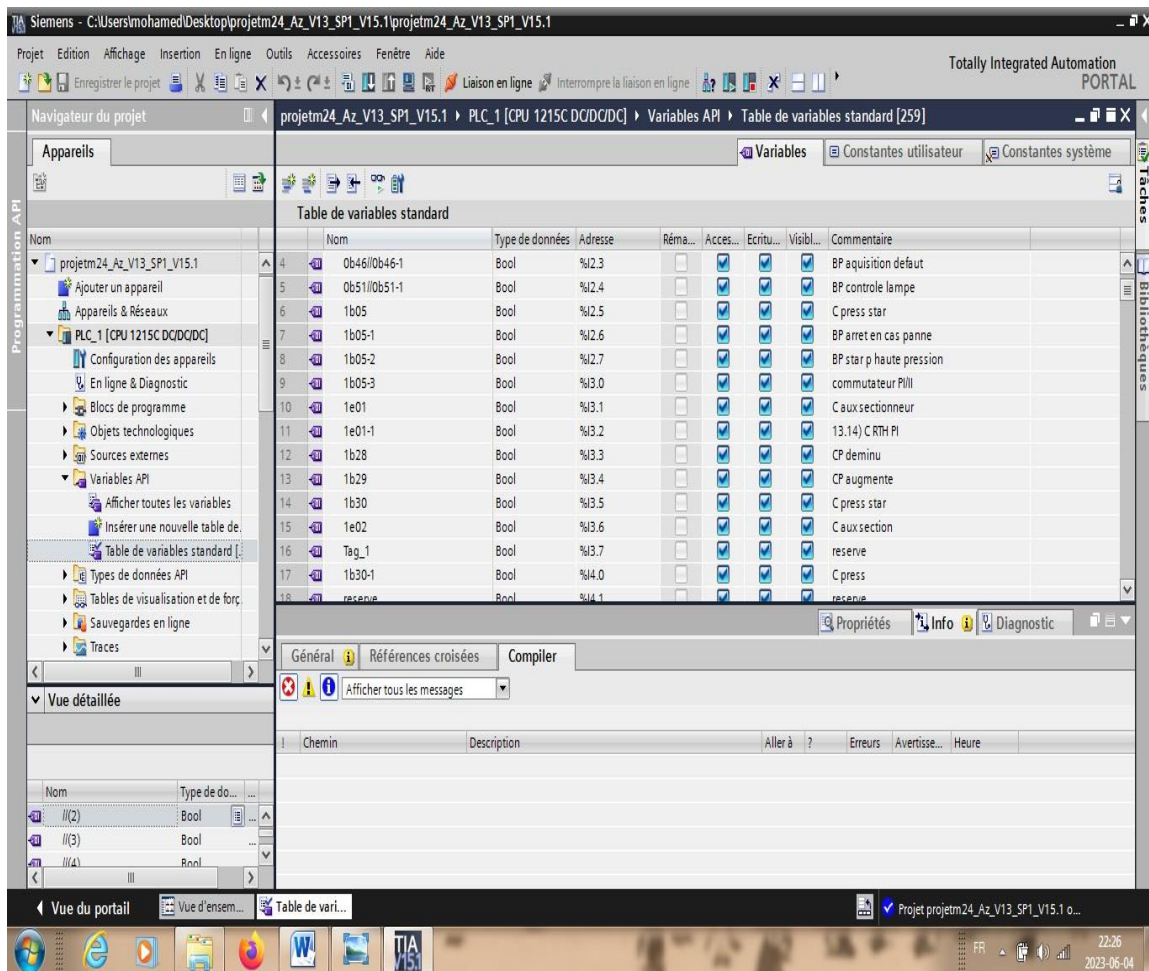 Siemens - C:\Users\mohamed\Desktop\projetm24_Az_V13_SP1_V15.1\projetm24_Az_V13_SP1_V15.1
Projet Edition Affichage Insertion En ligne Outils Accessoires Fenêtre Aide
Totally Integrated Automation
PORTAL
Enregistrer le projet Liaison en ligne Interrompre la liaison en ligne
Navigateur du projet
projetm24_Az_V13_SP1_V15.1 PLC_1 [CPU 1215C DC/DC/DC] Variables API Table de variables standard [259]
Appareils
Variables Constantes utilisateur Constantes système
Programmation API
Tâches
Bibliothèques
Nom
projetm24_Az_V13_SP1_V15.1
Ajouter un appareil
Appareils & Réseaux
PLC_1 [CPU 1215C DC/DC/DC]
Configuration des appareils
En ligne & Diagnostic
Blocs de programme
Objets technologiques
Sources externes
Variables API
Afficher toutes les variables
Insérer une nouvelle table de.
Table de variables standard [.
Types de données API
Tables de visualisation et de forç.
Sauvegardes en ligne
Traces
Table de variables standard
Nom Type de données Adresse Réma... Acces... Ecritu... Visibl... Commentaire
4 0b46//0b46-1 Bool %I2.3 BP aquisition defaut
5 0b51//0b51-1 Bool %I2.4 BP controle lampe
6 1b05 Bool %I2.5 C press star
7 1b05-1 Bool %I2.6 BP arret en cas panne
8 1b05-2 Bool %I2.7 BP star p haute pression
9 1b05-3 Bool %I3.0 commutateur PI/II
10 1e01 Bool %I3.1 C aux sectionneur
11 1e01-1 Bool %I3.2 13.14) C RTH PI
12 1b28 Bool %I3.3 CP deminu
13 1b29 Bool %I3.4 CP augmente
14 1b30 Bool %I3.5 C press star
15 1e02 Bool %I3.6 C aux section
16 Tag_1 Bool %I3.7 reserve
17 1b30-1 Bool %I4.0 C press
18 reserve Bool %I4.1 reserve
Propriétés Info Diagnostic
Général Références croisées Compiler
Afficher tous les messages
! Chemin Description Aller à ? Erreurs Avertisse... Heure
Vue détaillée
Nom Type de do... ...
//(2) Bool ...
//(3) Bool ...
//(4) Bool
Vue du portail Vue d'ensem... Table de vari... Projet projetm24_Az_V13_SP1_V15.1 o...
TIA
V15.1
FR 22:26
2023-06-04